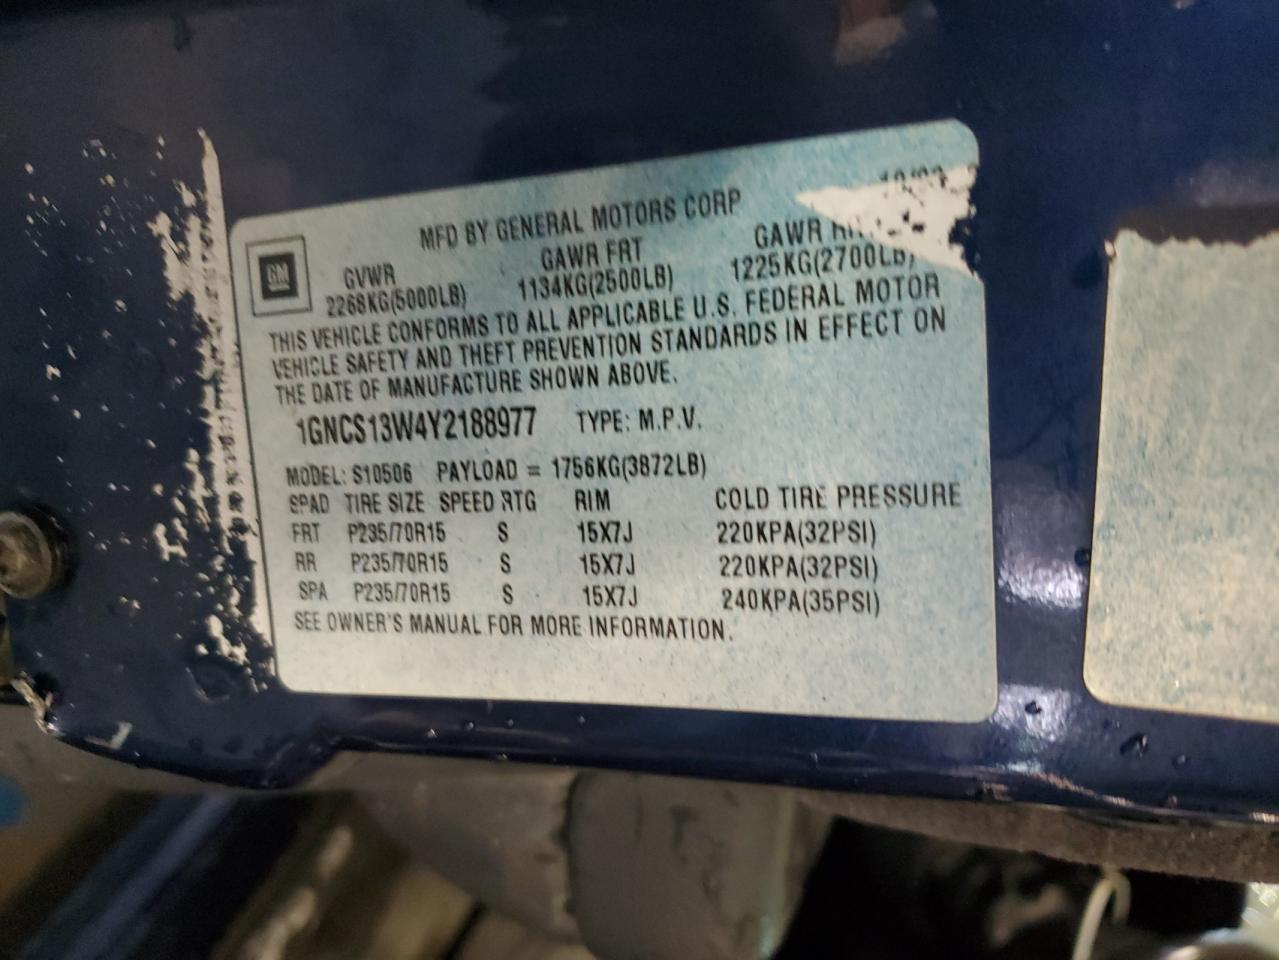 MFD BY GENERAL MOTORS CORP
GM
GVWR GAWR FRT GAWR
2268KG(5000LB) 1134KG(2500LB) 1225KG(2700LB)
THIS VEHICLE CONFORMS TO ALL APPLICABLE U.S. FEDERAL MOTOR
VEHICLE SAFETY AND THEFT PREVENTION STANDARDS IN EFFECT ON
THE DATE OF MANUFACTURE SHOWN ABOVE.
1GNCS13W4Y2188977 TYPE: M.P.V.
MODEL: S10506 PAYLOAD = 1756KG(3872LB)
SPAD TIRE SIZE SPEED RTG RIM COLD TIRE PRESSURE
FRT P235/70R15 S 15X7J 220KPA(32PSI)
RR P235/70R15 S 15X7J 220KPA(32PSI)
SPA P235/70R15 S 15X7J 240KPA(35PSI)
SEE OWNER'S MANUAL FOR MORE INFORMATION.